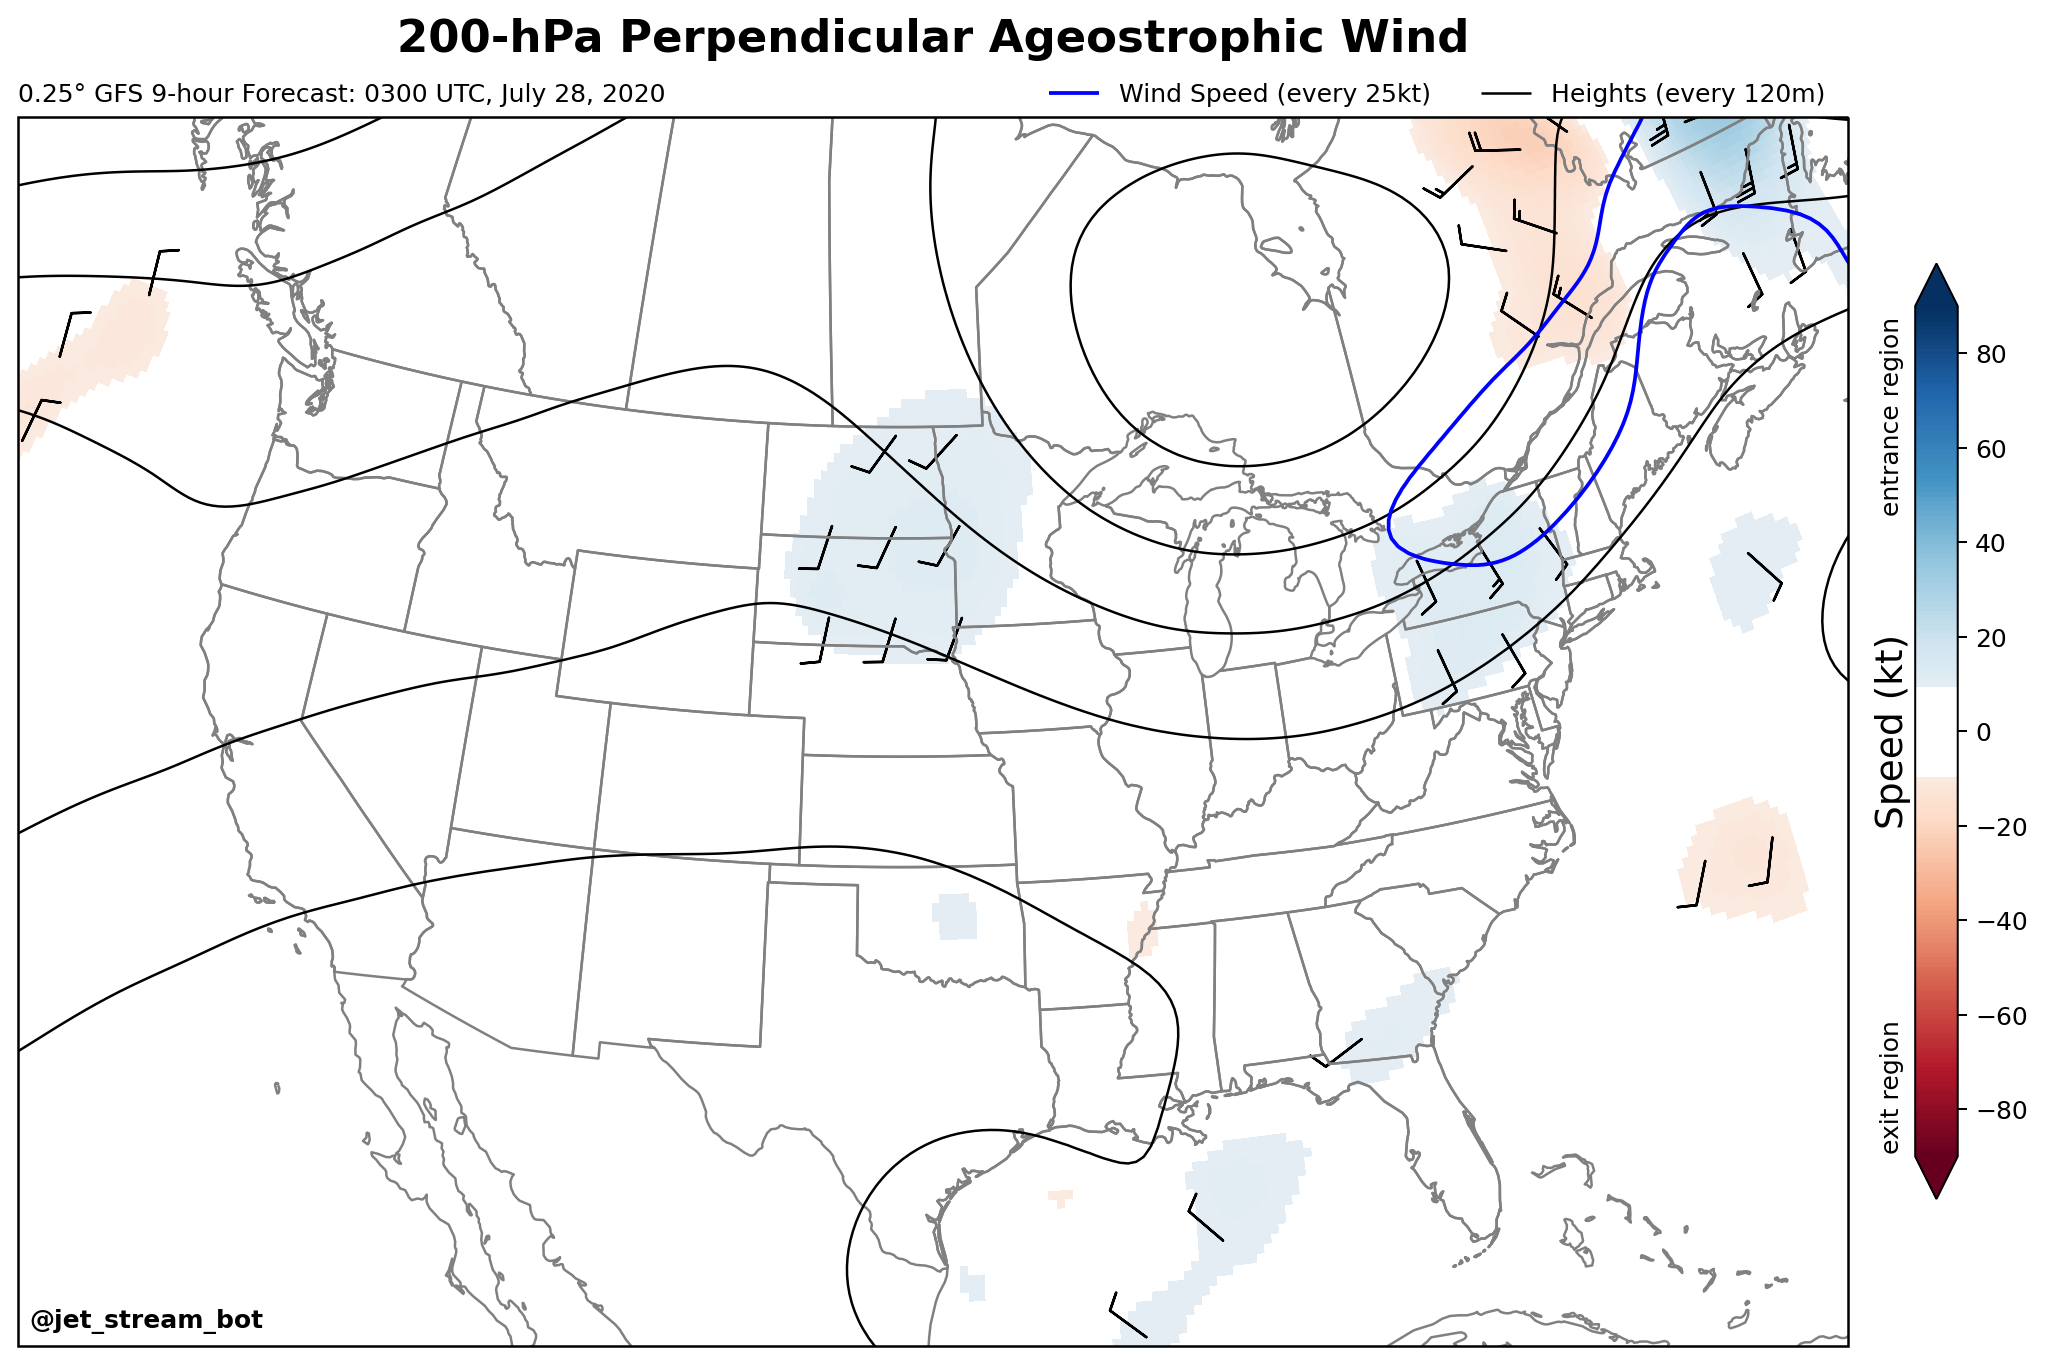 200-hPa Perpendicular Ageostrophic Wind
0.25° GFS 9-hour Forecast: 0300 UTC, July 28, 2020
Wind Speed (every 25kt)
Heights (every 120m)
entrance region
Speed (kt)
exit region
80
60
40
20
0
−20
−40
−60
−80
@jet_stream_bot